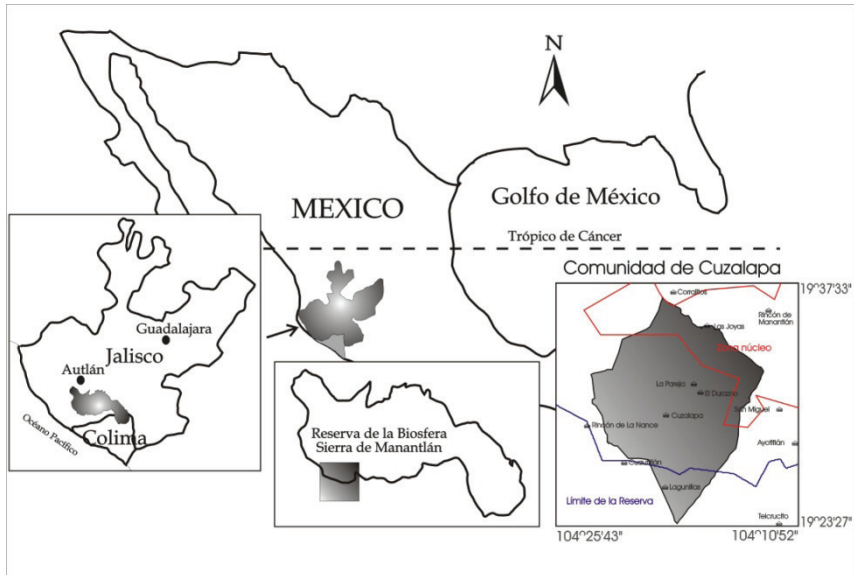 N
MEXICO
Golfo de México
Trópico de Cáncer
Guadalajara
Jalisco
Autlán
Colima
Océano Pacífico
Reserva de la Biosfera
Sierra de Manantlán
Comunidad de Cuzalapa
19°37'33"
Corralitos
Rincón de
Manantlán
Las Joyas
Zona núcleo
La Pareja
El Durazno
San Miguel
Cuzalapa
Rincón de La Nance
Ayotitlán
Lagunillas
Límite de la Reserva
Telcrucito
19°23'27"
104°25'43"
104°10'52"